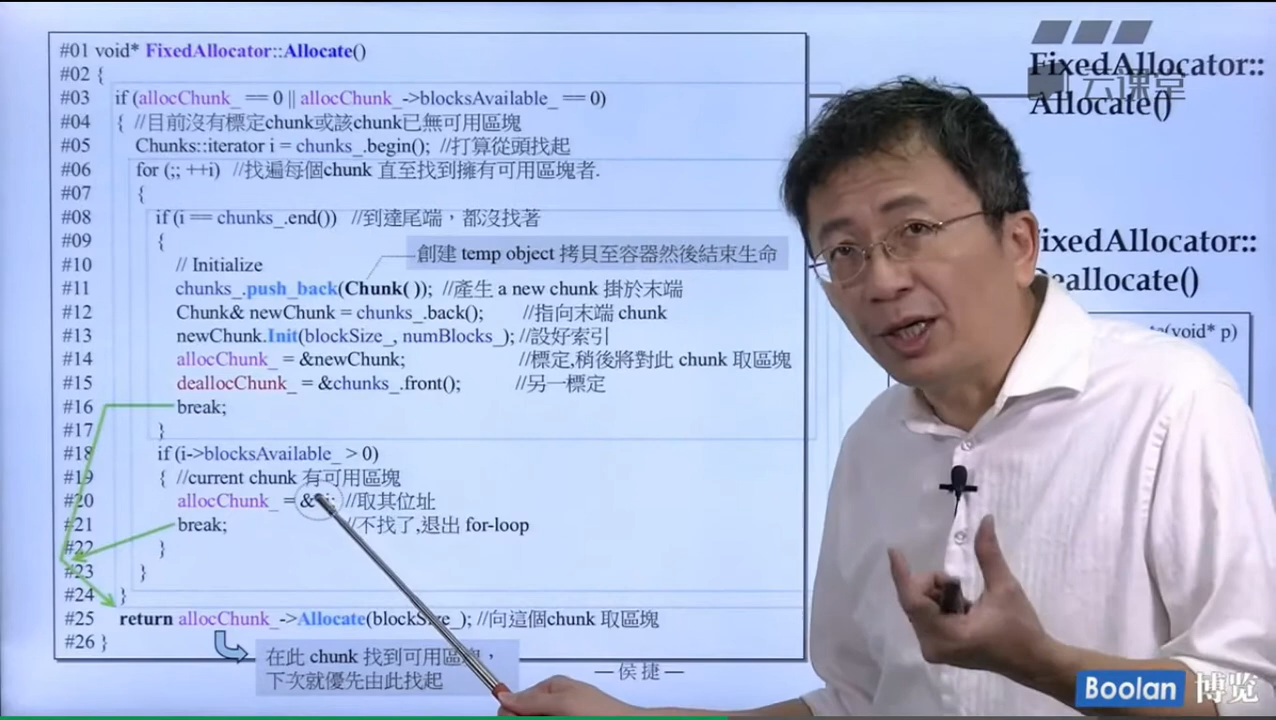 #01 void* FixedAllocator::Allocate()
#02 {
#03 if (allocChunk_ == 0 || allocChunk_->blocksAvailable_ == 0)
#04 { //目前沒有標定chunk或該chunk已無可用區塊
#05 Chunks::iterator i = chunks_.begin(); //打算從頭找起
#06 for (;; ++i) //找遍每個chunk 直至找到擁有可用區塊者.
#07 {
#08 if (i == chunks_.end()) //到達尾端，都沒找著
#09 {
創建 temp object 拷貝至容器然後結束生命
#10 // Initialize
#11 chunks_.push_back(Chunk( )); //產生 a new chunk 掛於末端
#12 Chunk& newChunk = chunks_.back(); //指向末端 chunk
#13 newChunk.Init(blockSize_, numBlocks_); //設好索引
#14 allocChunk_ = &newChunk; //標定,稍後將對此 chunk 取區塊
#15 deallocChunk_ = &chunks_.front(); //另一標定
#16 break;
#17 }
#18 if (i->blocksAvailable_ > 0)
#19 { //current chunk 有可用區塊
#20 allocChunk_ = & i; //取其位址
#21 break; //不找了,退出 for-loop
#22 }
#23 }
#24 }
#25 return allocChunk_->Allocate(blockSize_); //向這個chunk 取區塊
#26 }
在此 chunk 找到可用區塊，
下次就優先由此找起
— 侯 捷 —
FixedAllocator::
Allocate()
云课堂
FixedAllocator::
Deallocate()
(void* p)
Boolan 博览